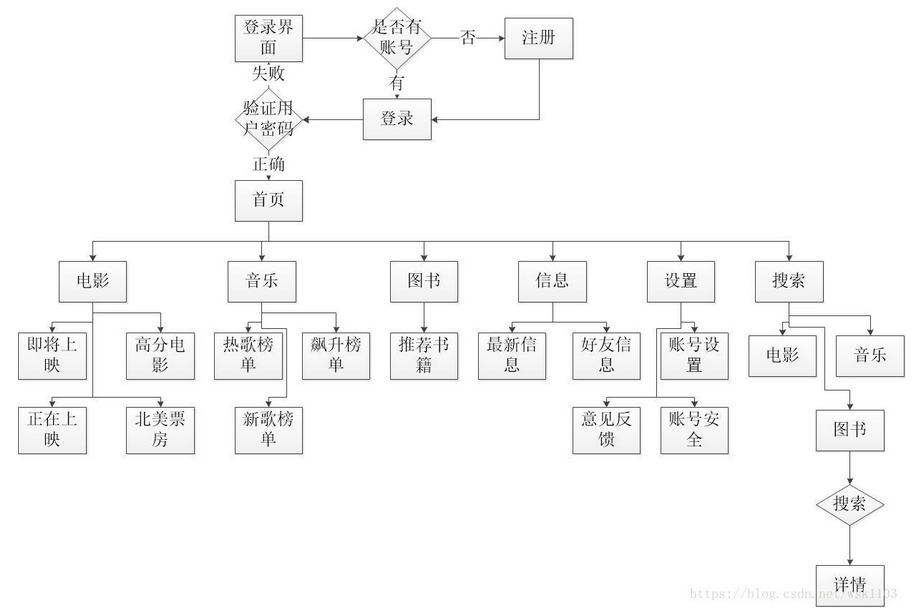 登录界
面
是否有
账号
否
注册
失败
有
验证用
户密码
登录
正确
首页
电影
音乐
图书
信息
设置
搜索
即将上
映
高分电
影
热歌榜
单
飙升榜
单
推荐书
籍
最新信
息
好友信
息
账号设
置
电影
音乐
正在上
映
北美票
房
新歌榜
单
意见反
馈
账号安
全
图书
搜索
详情
https://blog.csdn.net/wsk1103